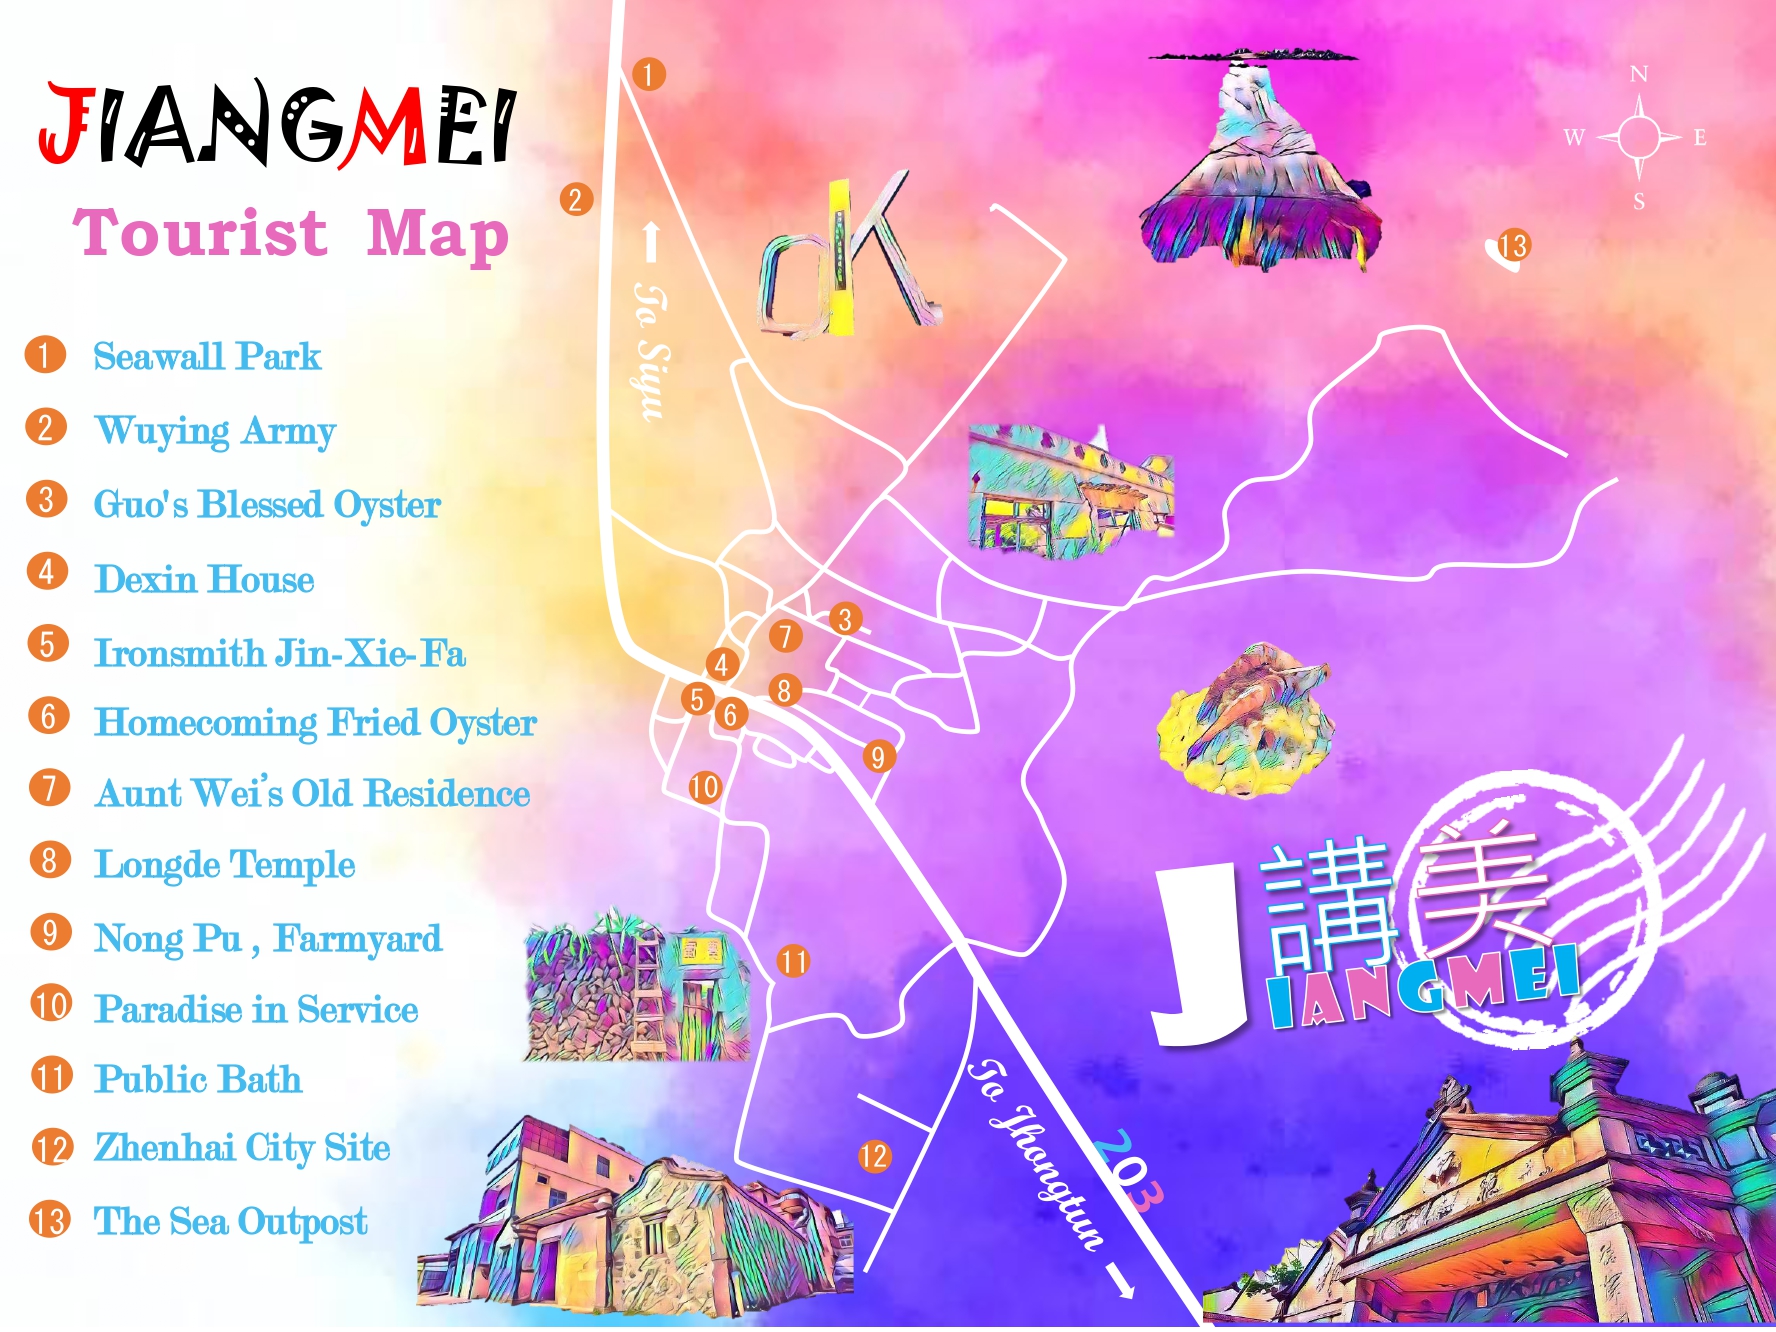 JIANGMEI
Tourist Map
1 Seawall Park
2 Wuying Army
3 Guo's Blessed Oyster
4 Dexin House
5 Ironsmith Jin-Xie-Fa
6 Homecoming Fried Oyster
7 Aunt Wei's Old Residence
8 Longde Temple
9 Nong Pu , Farmyard
10 Paradise in Service
11 Public Bath
12 Zhenhai City Site
13 The Sea Outpost
1
2
To Siyu
dK
N
W E
S
13
3
7
4
8
5
6
9
10
11
12
To Jhongtun
203
講美
JIANGMEI